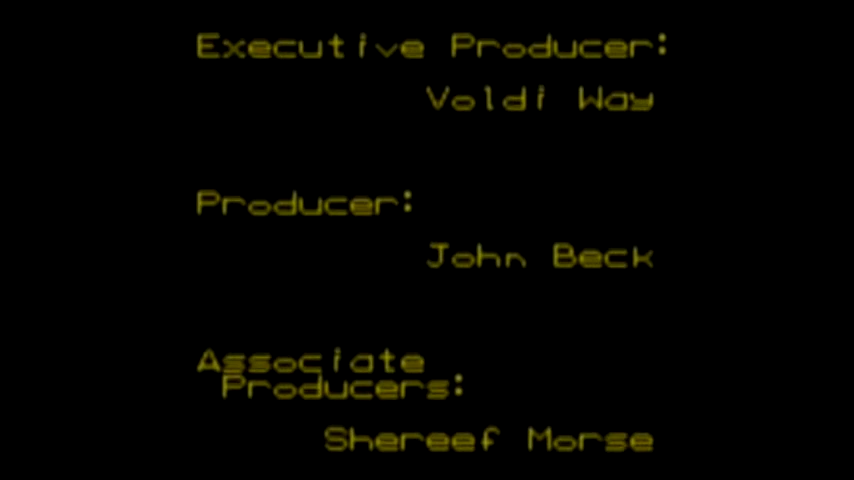 Executive Producer:
Voldi Way
Producer:
John Beck
Associate
Producers:
Shereef Morse